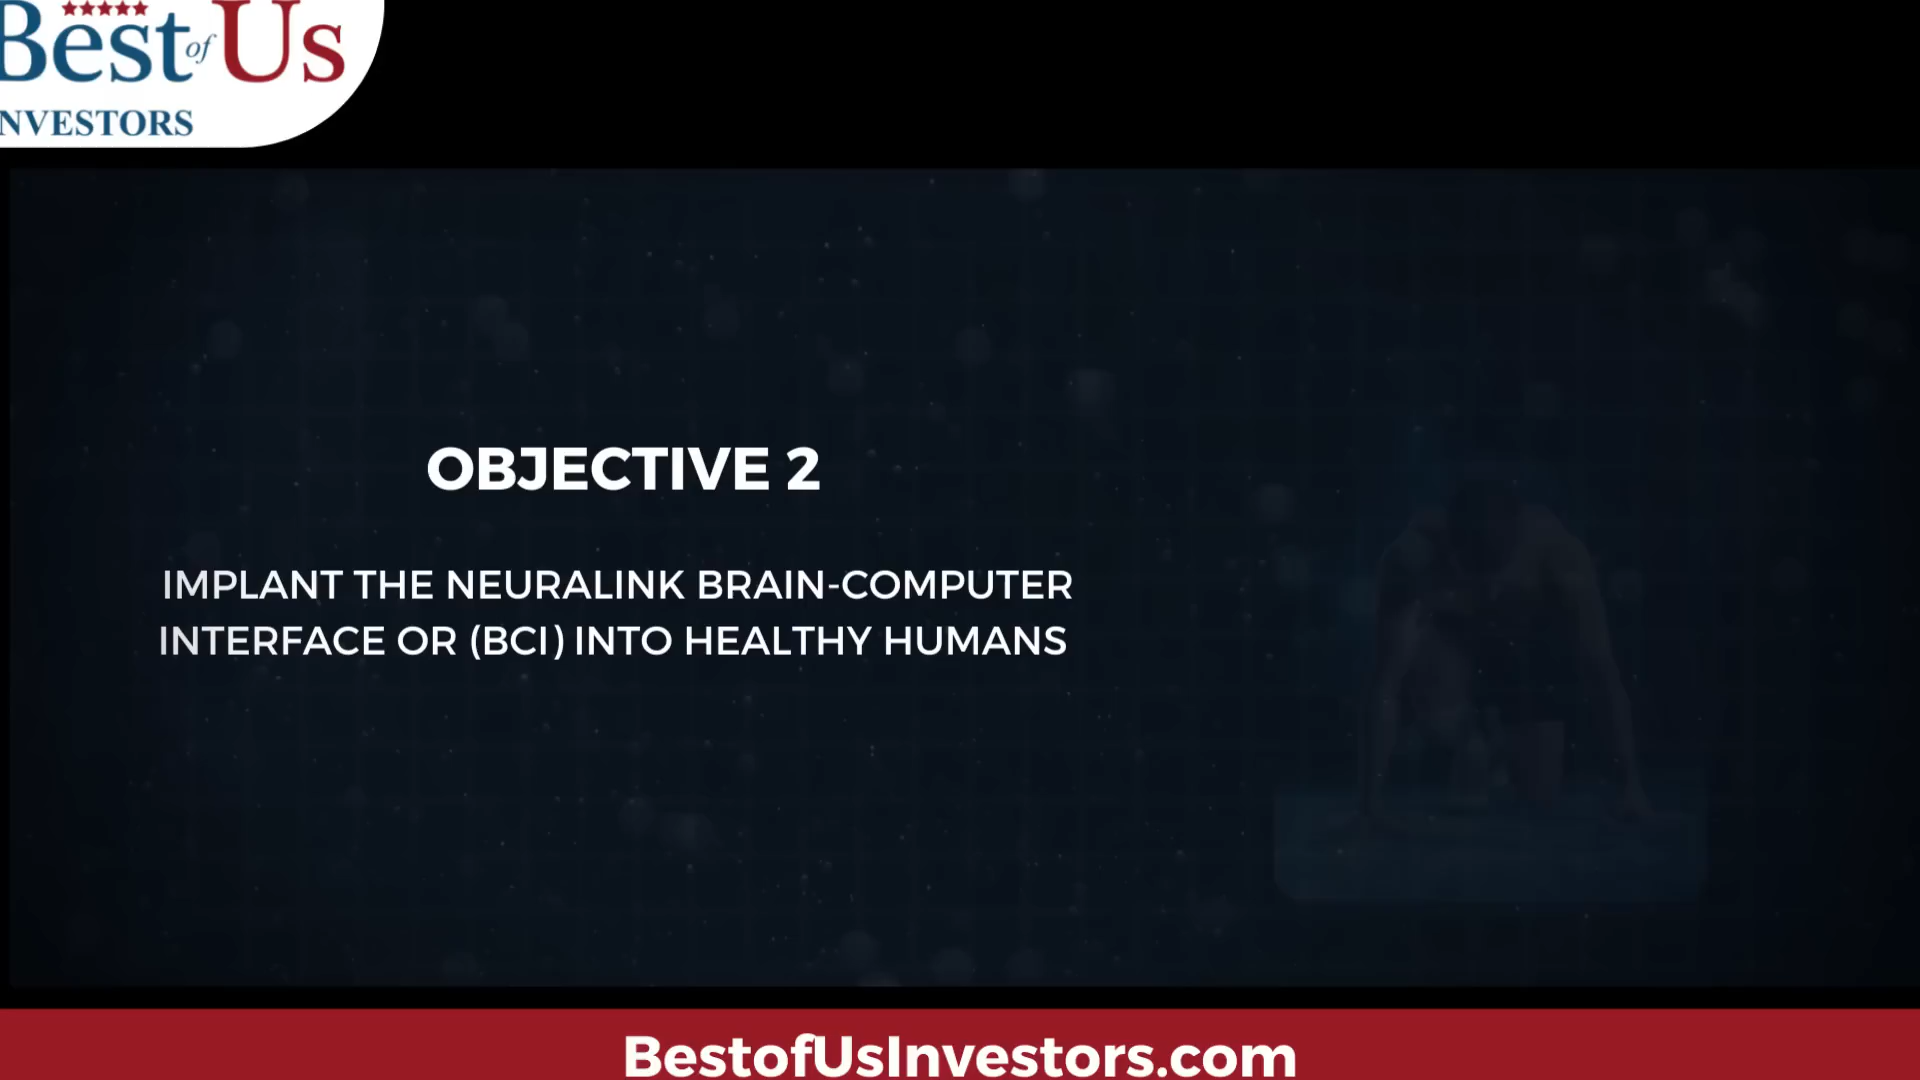 Best of Us
NVESTORS
OBJECTIVE 2
IMPLANT THE NEURALINK BRAIN-COMPUTER
INTERFACE OR (BCI) INTO HEALTHY HUMANS
BestofUsInvestors.com